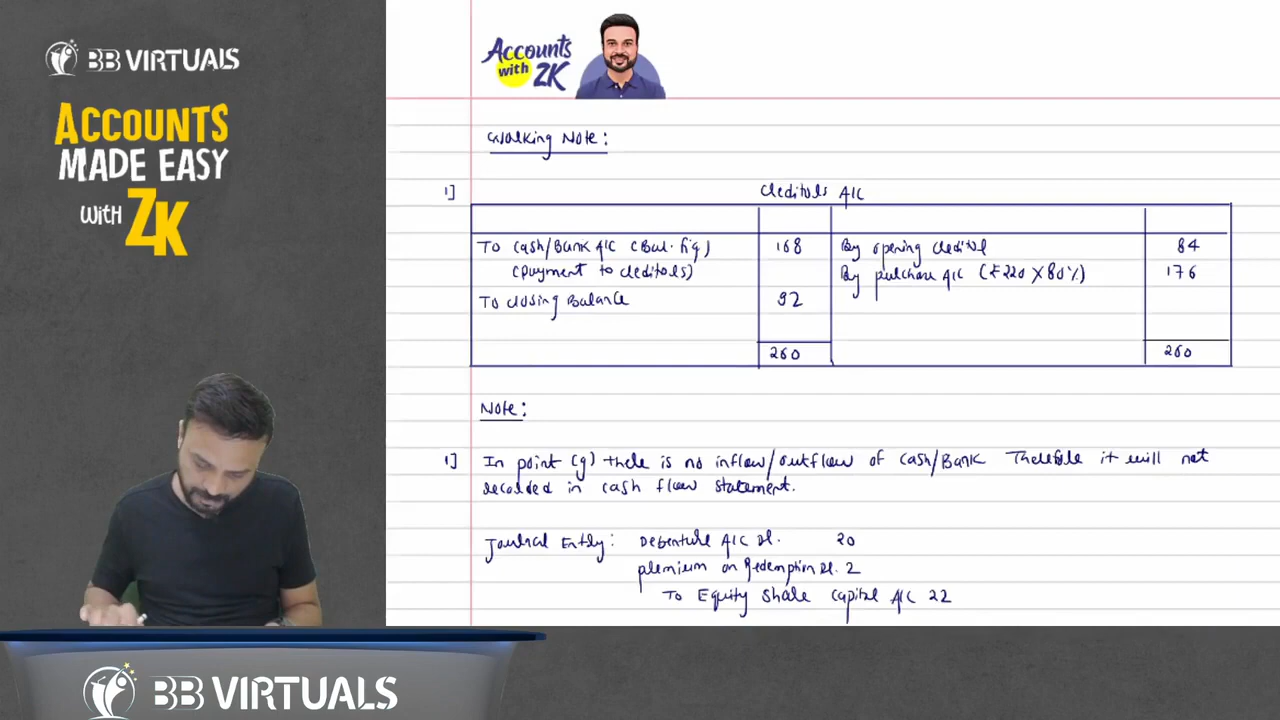 BB VIRTUALS
ACCOUNTS
MADE EASY
WITH ZK
Accounts
with ZK
Working Note:
1] Creditors A/C
To Cash/Bank A/C (Bal. fig) 168 By opening creditor 84
(Payment to creditors) By purchase A/C (₹220 x 80%) 176
To closing Balance 92
260 260
Note:
1] In point (g) there is no inflow/outflow of cash/Bank Therefore it will not
recorded in cash flow statement.
Journal Entry: Debenture A/C Dr. 20
premium on Redemption Dr. 2
To Equity Share Capital A/C 22
BB VIRTUALS